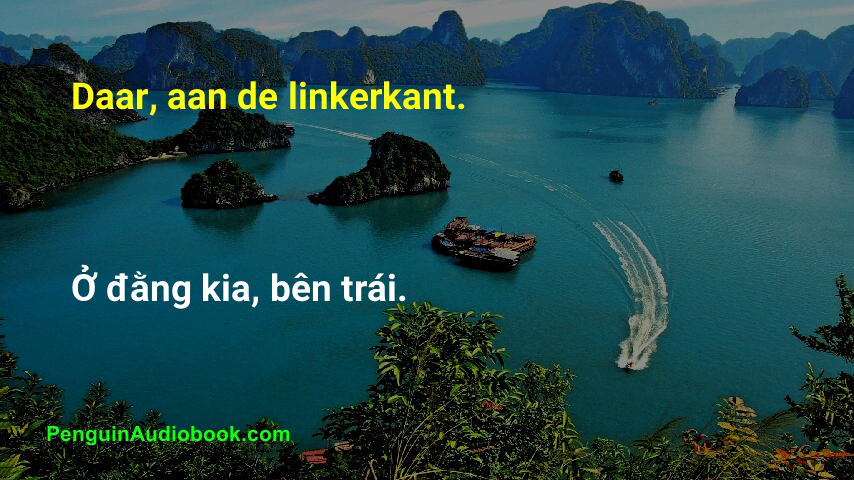 Daar, aan de linkerkant.
Ở đằng kia, bên trái.
PenguinAudiobook.com